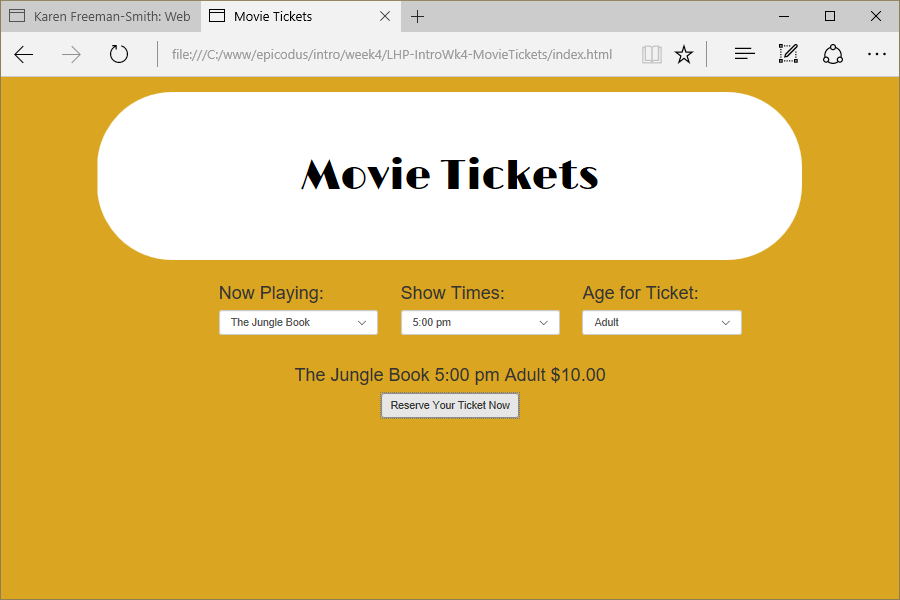 Karen Freeman-Smith: Web
Movie Tickets
file:///C:/www/epicodus/intro/week4/LHP-IntroWk4-MovieTickets/index.html
Movie Tickets
Now Playing: Show Times: Age for Ticket:
The Jungle Book 5:00 pm Adult
The Jungle Book 5:00 pm Adult $10.00
Reserve Your Ticket Now